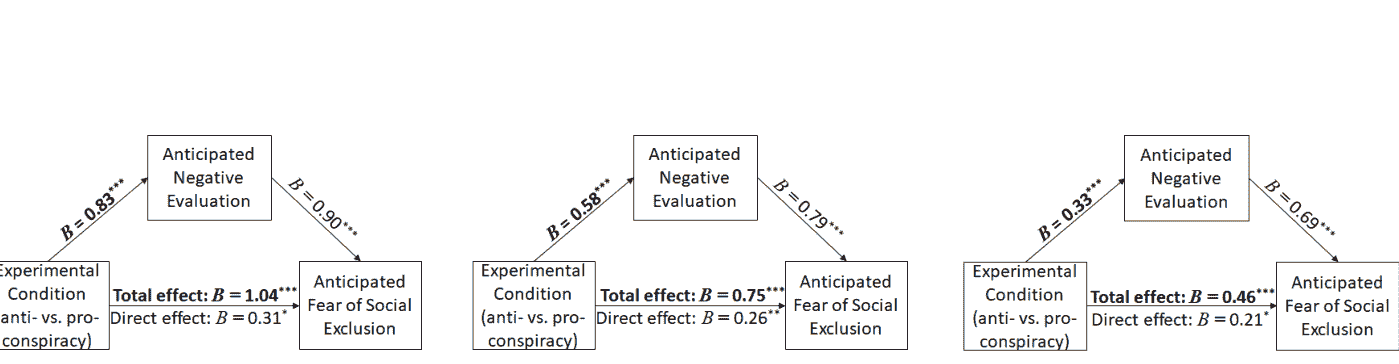 Anticipated
Negative
Evaluation
B = 0.83***
B = 0.90***
Experimental
Condition
anti- vs. pro-
conspiracy)
Total effect: B = 1.04***
Direct effect: B = 0.31*
Anticipated
Fear of Social
Exclusion
Anticipated
Negative
Evaluation
B = 0.58***
B = 0.79***
Experimental
Condition
(anti- vs. pro-
conspiracy)
Total effect: B = 0.75***
Direct effect: B = 0.26**
Anticipated
Fear of Social
Exclusion
Anticipated
Negative
Evaluation
B = 0.33***
B = 0.69***
Experimental
Condition
(anti- vs. pro-
conspiracy)
Total effect: B = 0.46***
Direct effect: B = 0.21*
Anticipated
Fear of Social
Exclusion